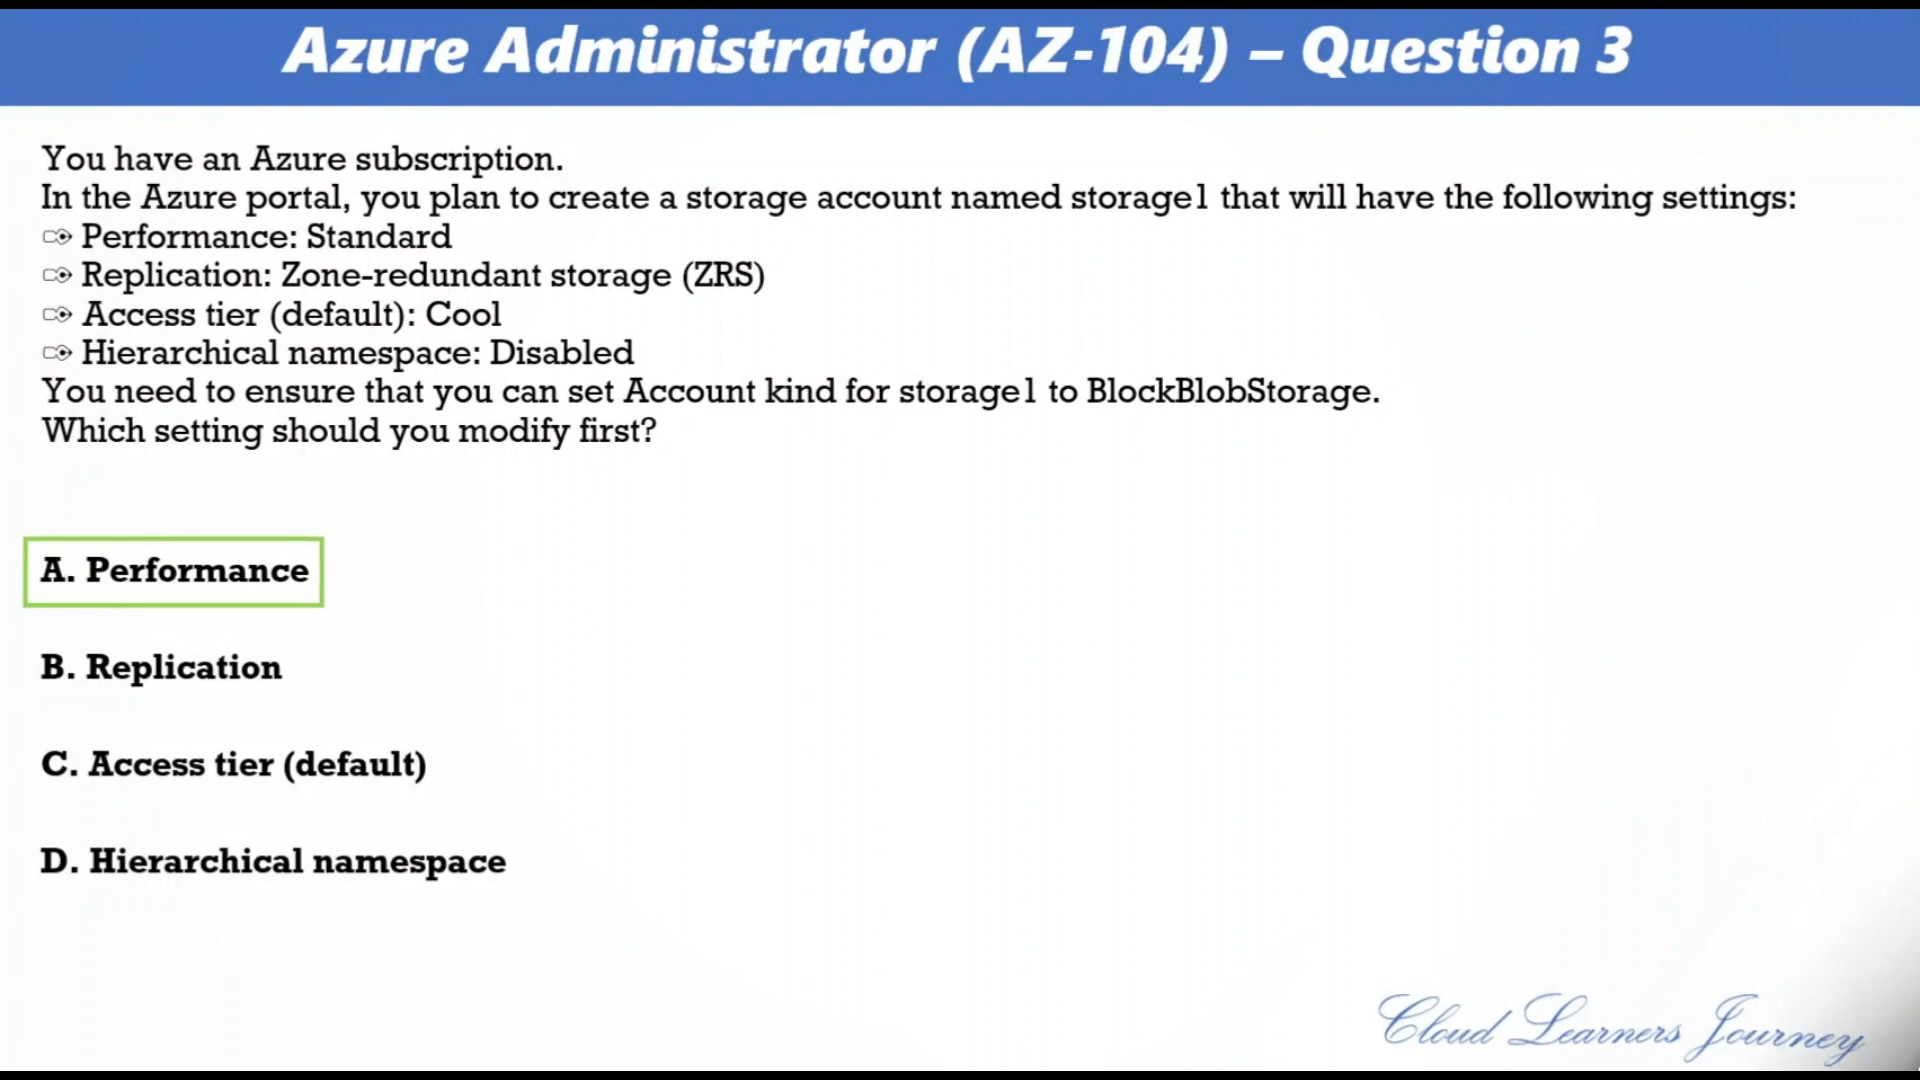 Azure Administrator (AZ-104) – Question 3
You have an Azure subscription.
In the Azure portal, you plan to create a storage account named storage1 that will have the following settings:
Performance: Standard
Replication: Zone-redundant storage (ZRS)
Access tier (default): Cool
Hierarchical namespace: Disabled
You need to ensure that you can set Account kind for storage1 to BlockBlobStorage.
Which setting should you modify first?
A. Performance
B. Replication
C. Access tier (default)
D. Hierarchical namespace
Cloud Learners Journey